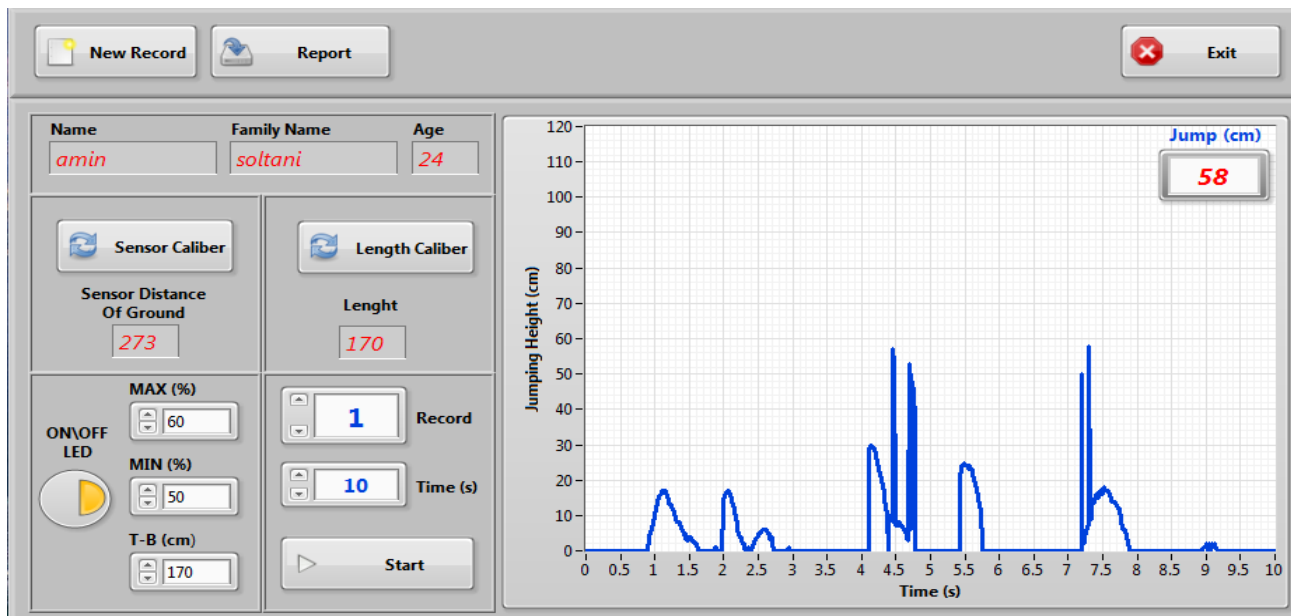 New Record Report Exit
Name Family Name Age
amin soltani 24
Sensor Caliber Length Caliber
Sensor Distance
Of Ground
Lenght
273 170
MAX (%)
60
ON\OFF
LED
MIN (%)
50
T-B (cm)
170
1 Record
10 Time (s)
Start
Jump (cm)
58
Jumping Height (cm)
120
110
100
90
80
70
60
50
40
30
20
10
0
0 0.5 1 1.5 2 2.5 3 3.5 4 4.5 5 5.5 6 6.5 7 7.5 8 8.5 9 9.5 10
Time (s)